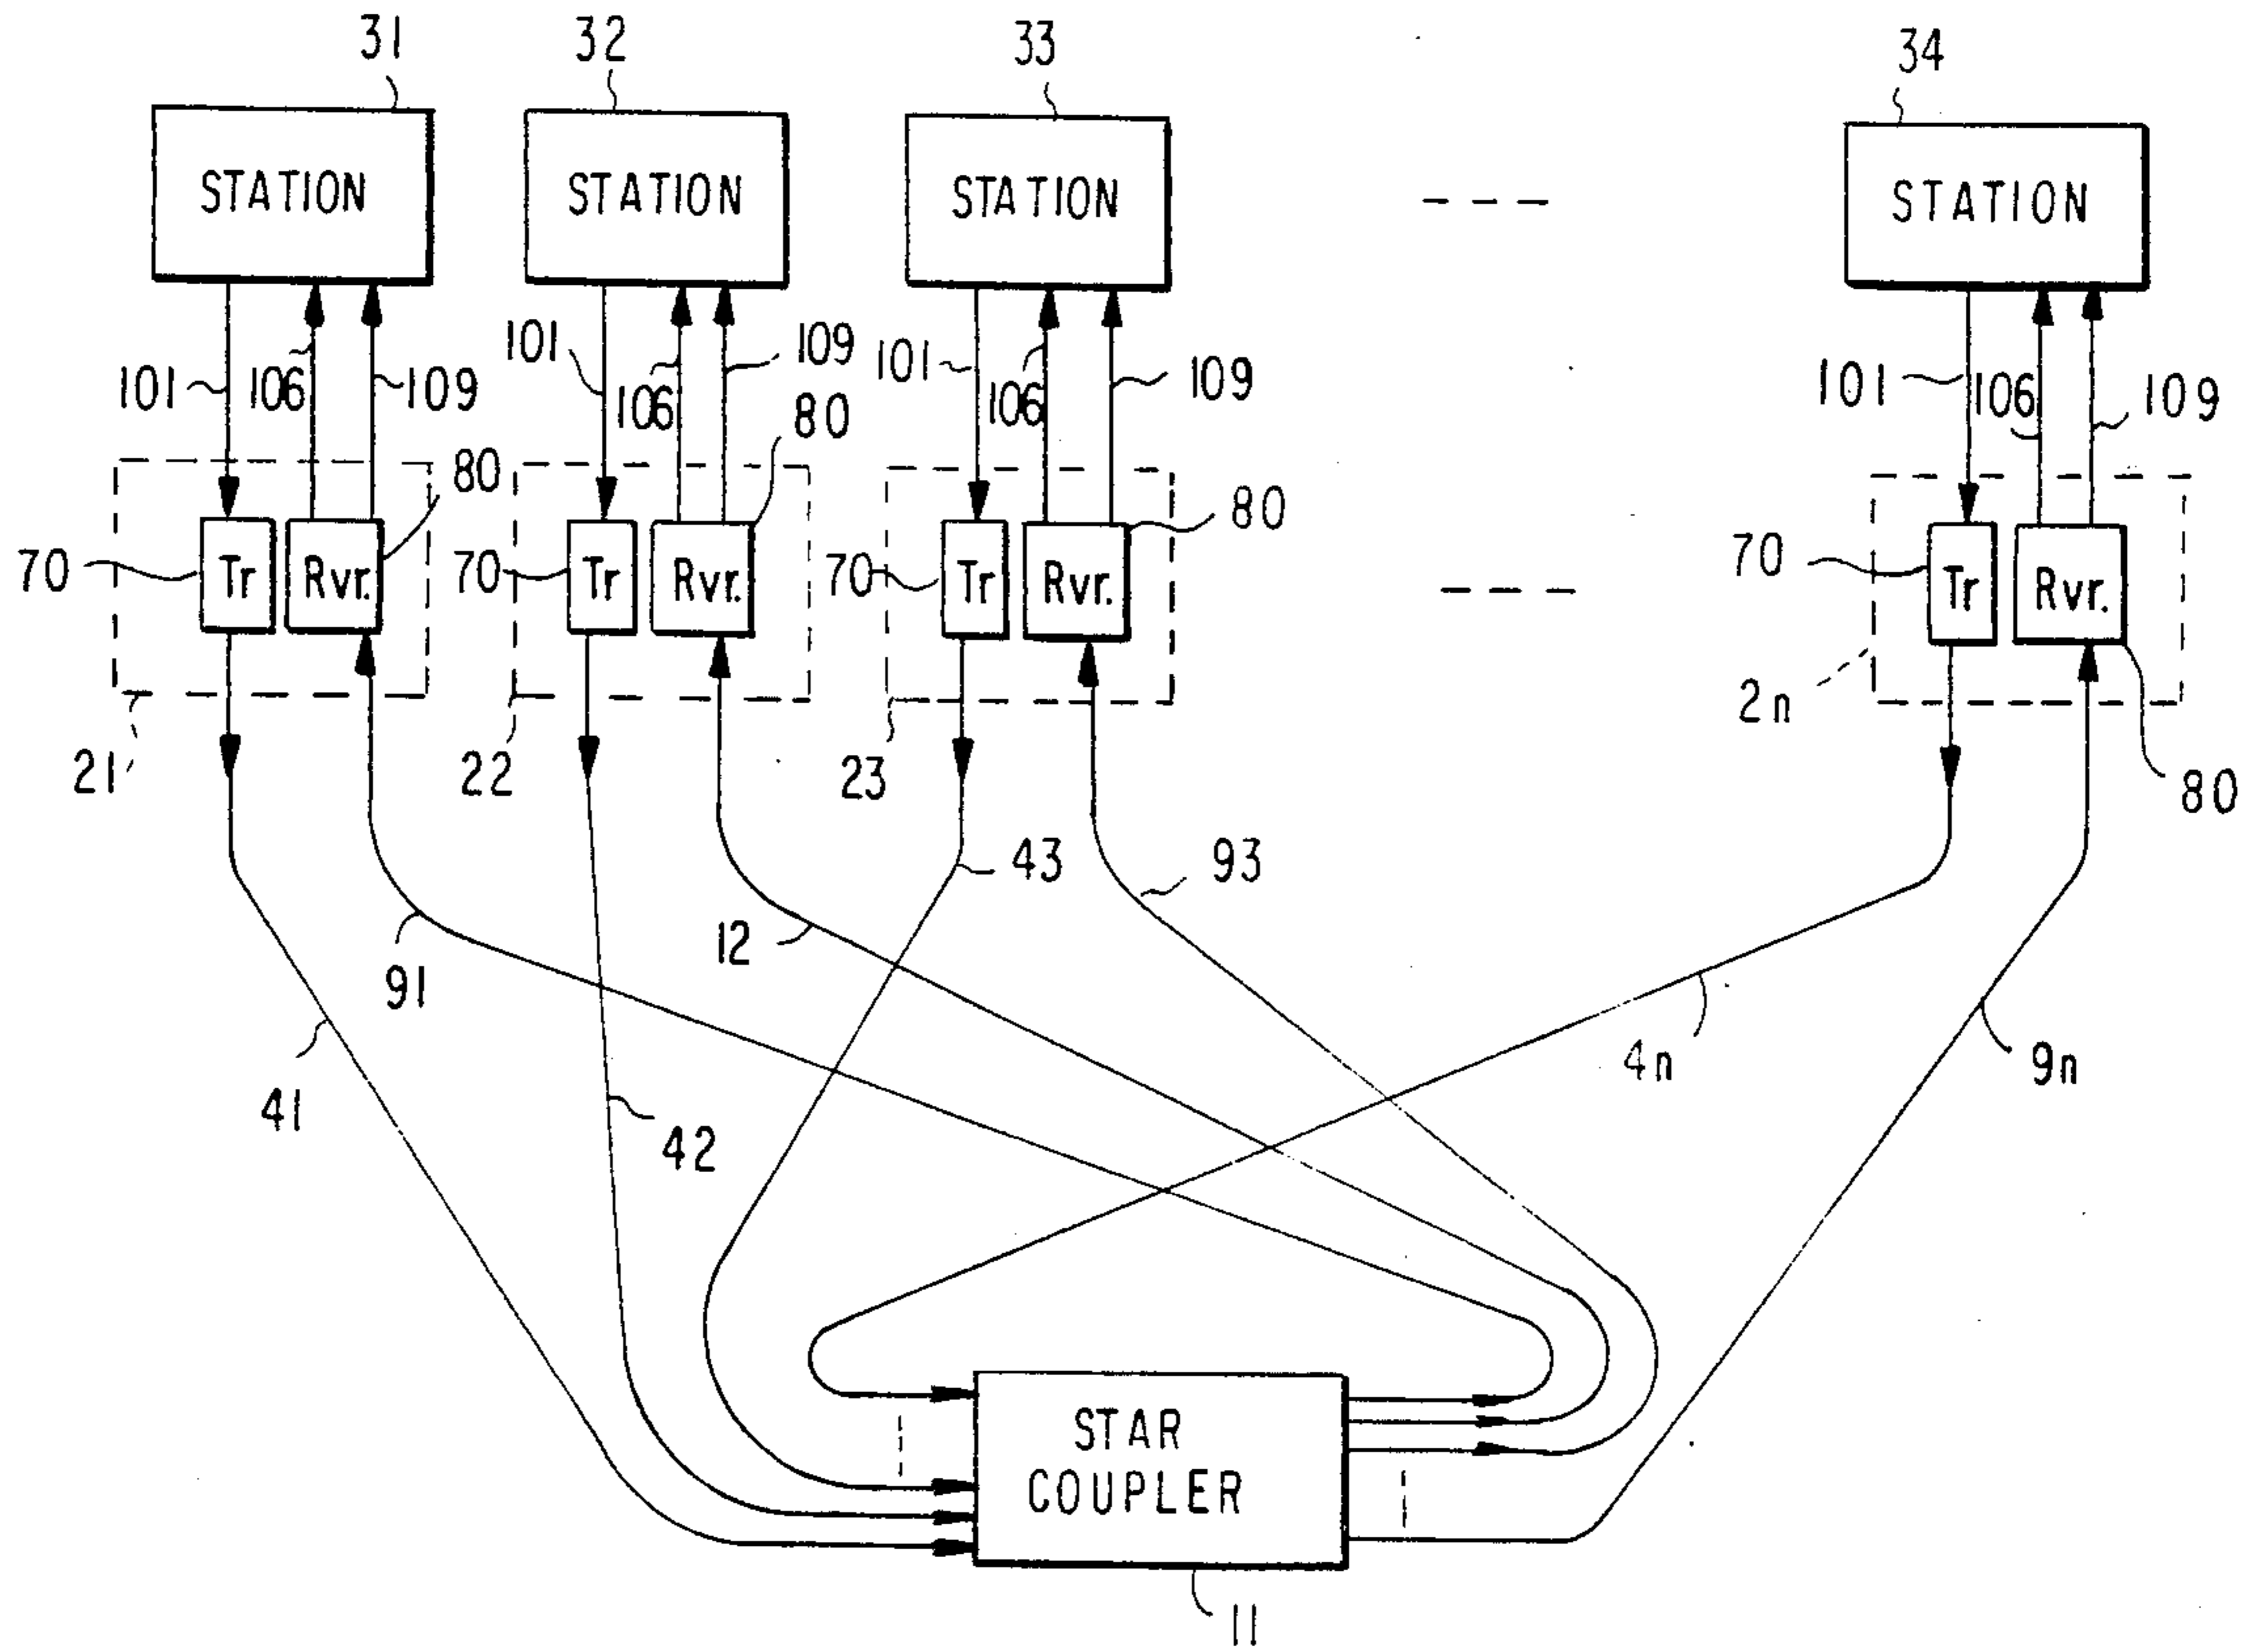 31 32 33 34
STATION STATION STATION STATION
101 106 109 101 106 109 101 106 109 101 106 109
80 80 80
70 Tr Rvr. 70 Tr Rvr. 70 Tr Rvr. 70 Tr Rvr.
21 22 23 2n 80
43 93
91 12
41 42 4n 9n
STAR
COUPLER
11